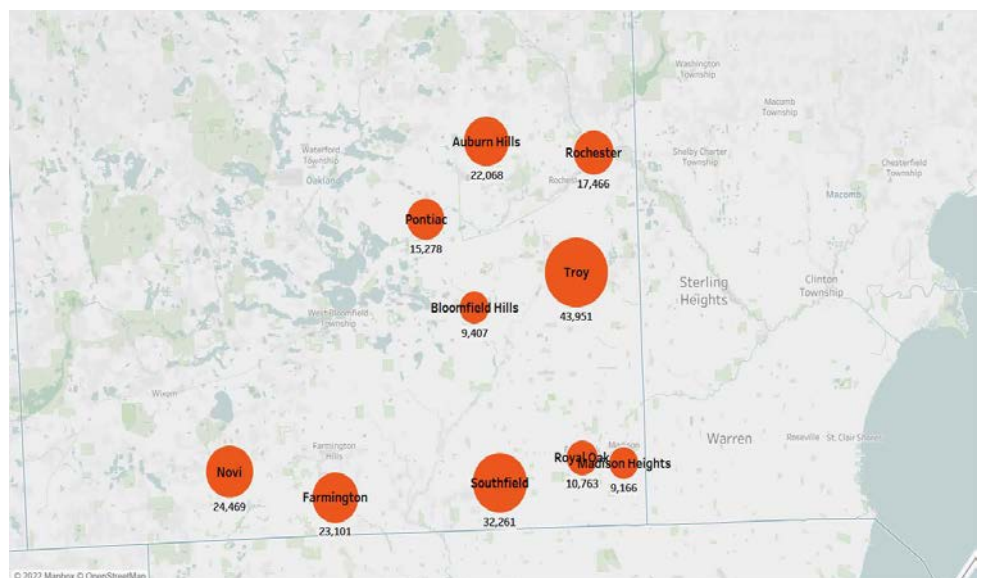 Washington
Township
Macomb
Township
Auburn Hills
22,068
Rochester
17,466
Waterford
Township
Oakland
Shelby Charter
Township
Chesterfield
Township
Macomb
Pontiac
15,278
Troy
43,951
Sterling
Heights
Clinton
Township
Bloomfield Hills
9,407
West Bloomfield
Township
Wixom
Farmington
Hills
Novi
24,469
Farmington
23,101
Southfield
32,261
Royal Oak
10,763
Madison
Madison Heights
9,166
Warren
Roseville
St. Clair Shores
© 2022 Mapbox © OpenStreetMap